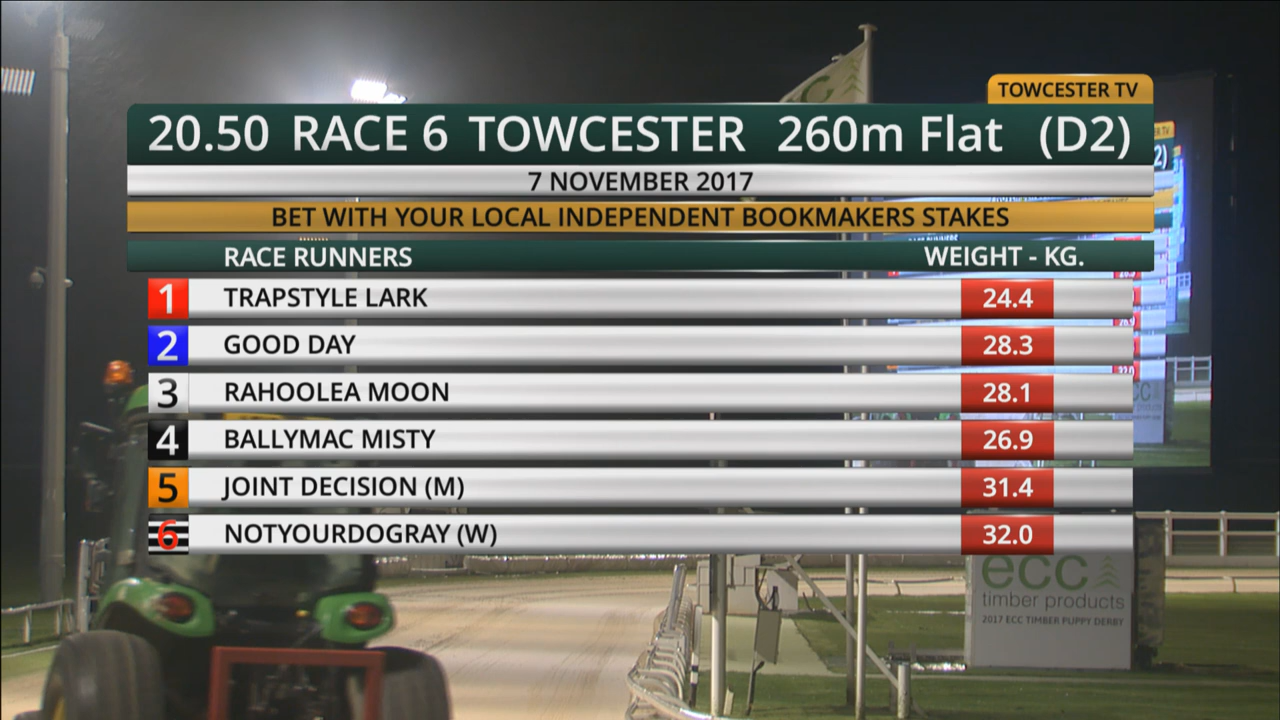 TOWCESTER TV
20.50 RACE 6 TOWCESTER 260m Flat (D2)
7 NOVEMBER 2017
BET WITH YOUR LOCAL INDEPENDENT BOOKMAKERS STAKES
RACE RUNNERS WEIGHT - KG.
1 TRAPSTYLE LARK 24.4
2 GOOD DAY 28.3
3 RAHOOLEA MOON 28.1
4 BALLYMAC MISTY 26.9
5 JOINT DECISION (M) 31.4
6 NOTYOURDOGRAY (W) 32.0
ecc
timber products
2017 ECC TIMBER PUPPY DERBY